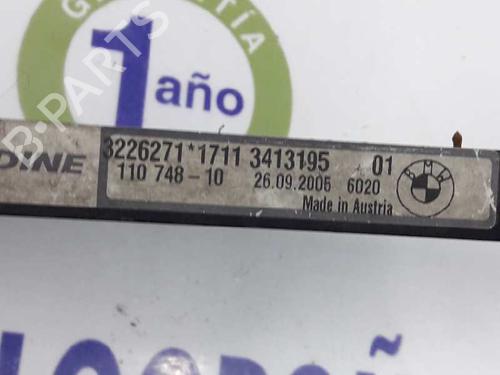 GARANTÍA
1 año
B-PARTS
DINE
3226271*1711 3413195 01
110 748-10 26.09.2005 6020
Made in Austria
BMW